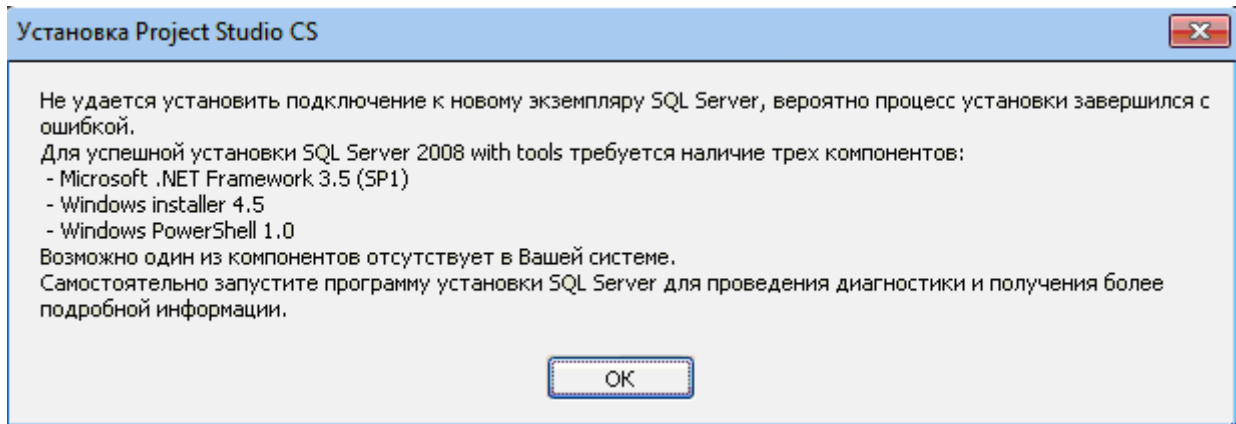 Установка Project Studio CS
Не удается установить подключение к новому экземпляру SQL Server, вероятно процесс установки завершился с
ошибкой.
Для успешной установки SQL Server 2008 with tools требуется наличие трех компонентов:
- Microsoft .NET Framework 3.5 (SP1)
- Windows installer 4.5
- Windows PowerShell 1.0
Возможно один из компонентов отсутствует в Вашей системе.
Самостоятельно запустите программу установки SQL Server для проведения диагностики и получения более
подробной информации.
ОК